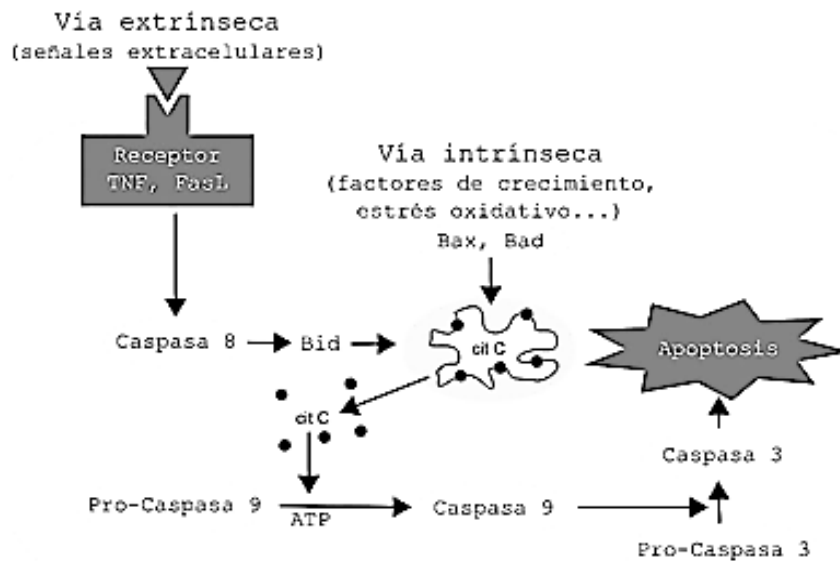 Vía extrínseca
(señales extracelulares)
Receptor
TNF, FasL
Vía intrínseca
(factores de crecimiento,
estrés oxidativo...)
Bax, Bad
Caspasa 8
Bid
cit C
Apoptosis
cit C
Caspasa 3
Pro-Caspasa 9
ATP
Caspasa 9
Pro-Caspasa 3